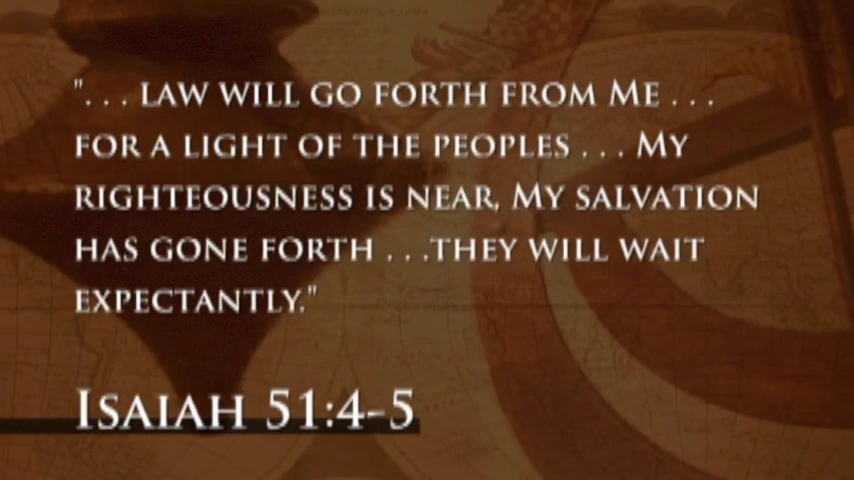 ". . . LAW WILL GO FORTH FROM ME . . .
FOR A LIGHT OF THE PEOPLES . . . MY
RIGHTEOUSNESS IS NEAR, MY SALVATION
HAS GONE FORTH . . .THEY WILL WAIT
EXPECTANTLY."
ISAIAH 51:4-5